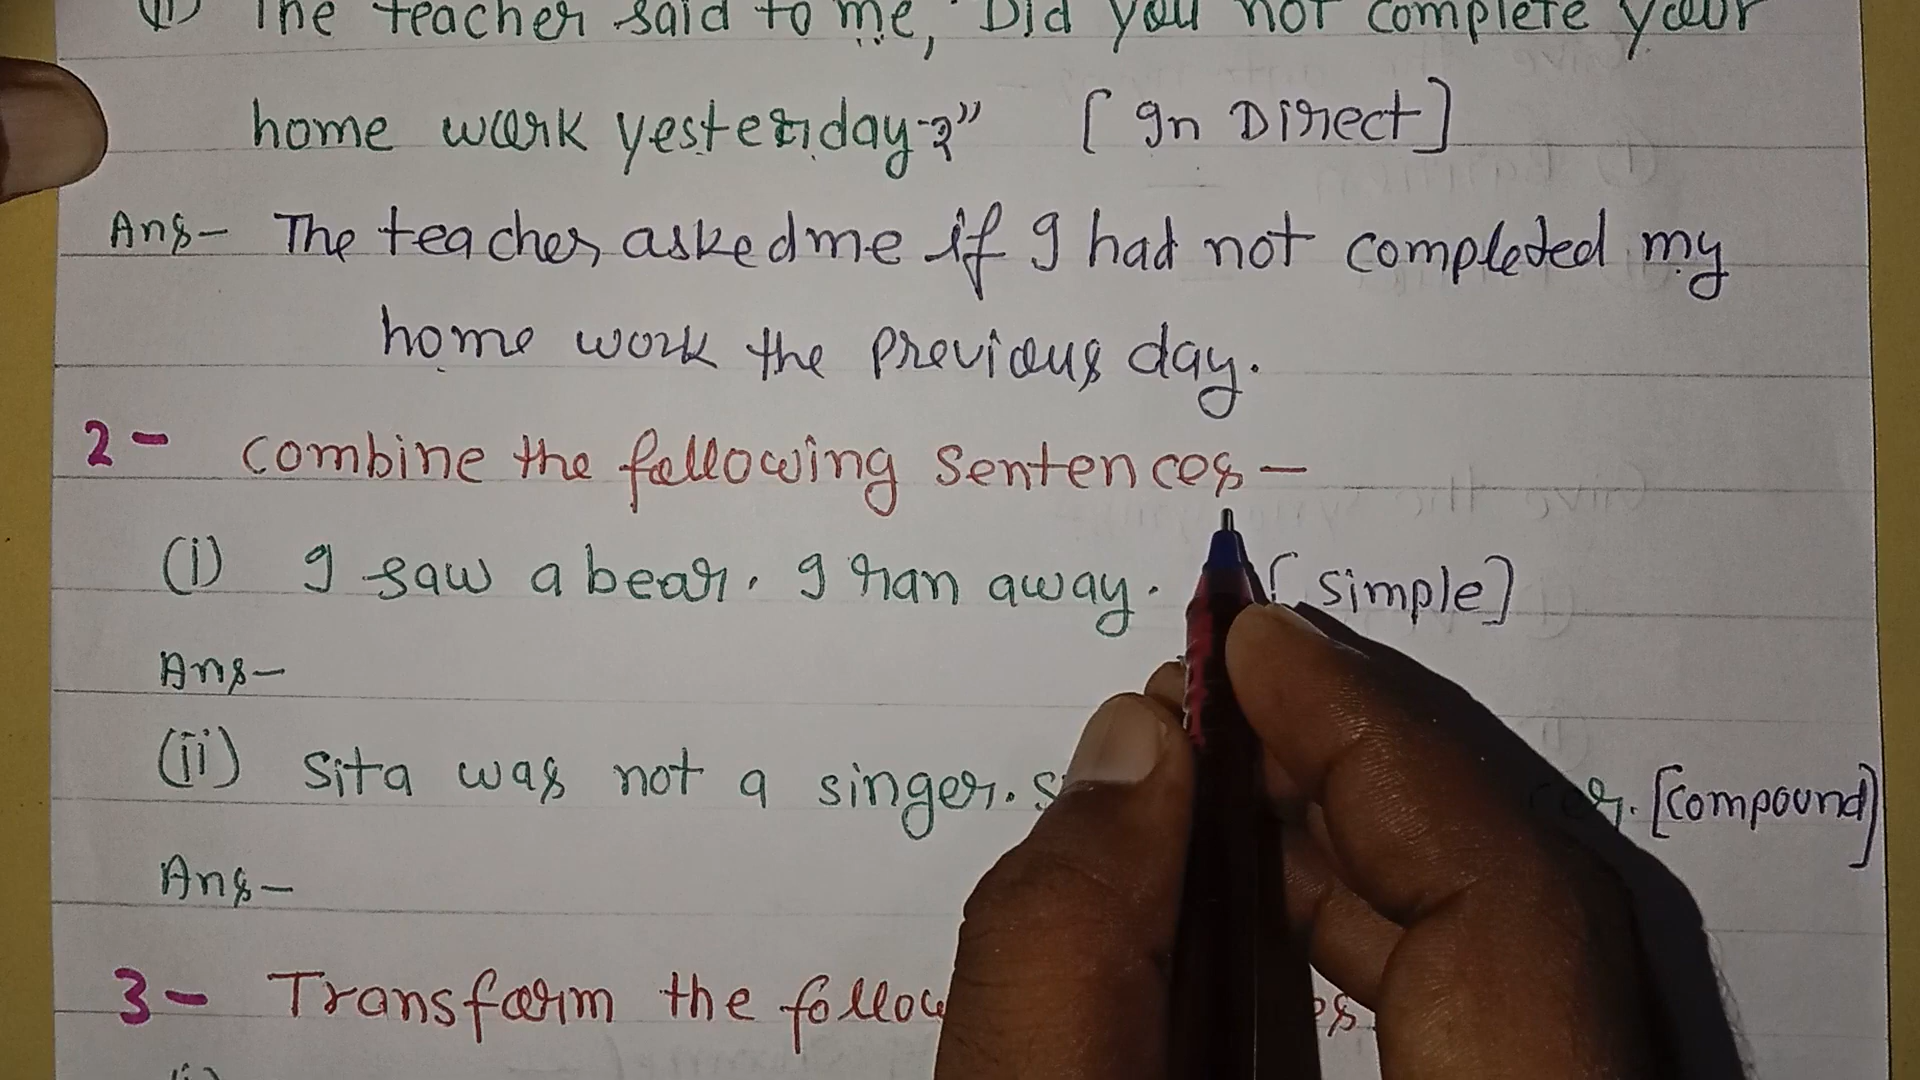 (ii) The teacher said to me, "Did you not complete your
home work yesterday?" [In Direct]
Ans- The teacher asked me if I had not completed my
home work the previous day.
2- Combine the following sentences-
(i) I saw a bear. I ran away. [Simple]
Ans-
(ii) Sita was not a singer. [Compound]
Ans-
3- Transform the
(i)